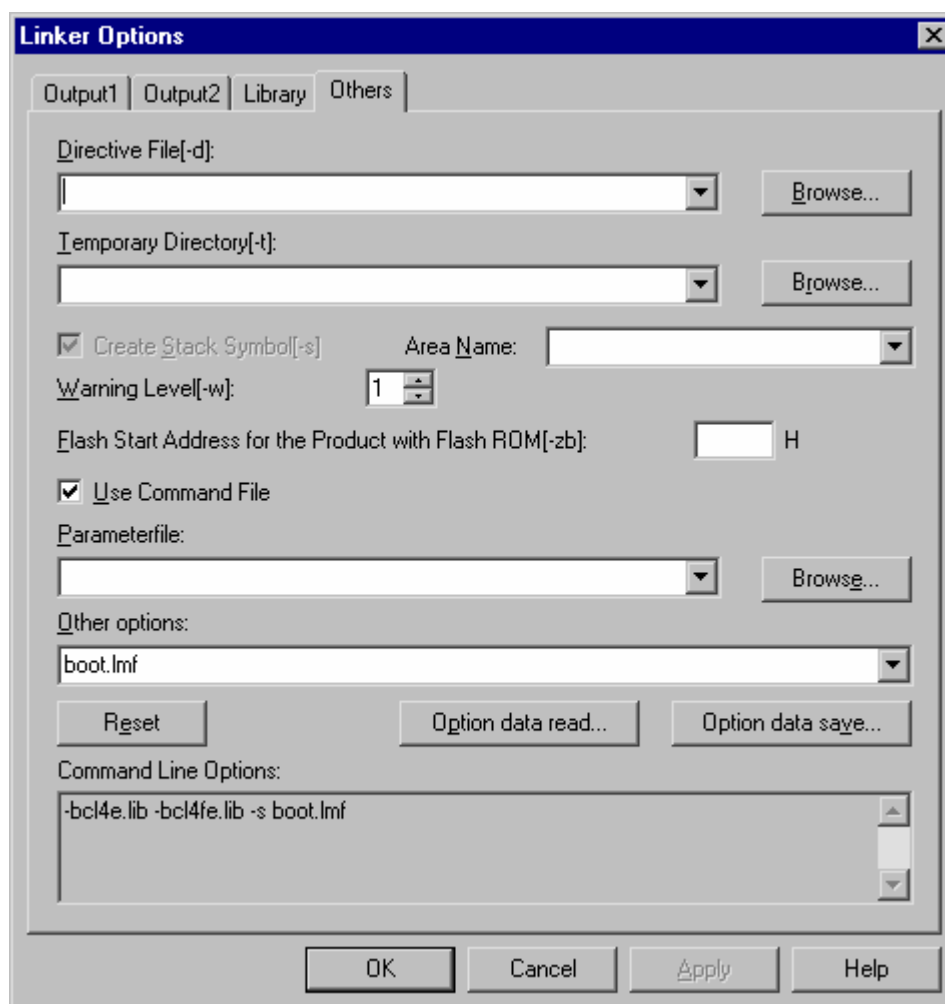 Linker Options
Output1 Output2 Library Others
Directive File[-d]:
Browse...
Temporary Directory[-t]:
Browse...
Create Stack Symbol[-s] Area Name:
Warning Level[-w]: 1
Flash Start Address for the Product with Flash ROM[-zb]: H
Use Command File
Parameterfile:
Browse...
Other options:
boot.lmf
Reset Option data read... Option data save...
Command Line Options:
-bcl4e.lib -bcl4fe.lib -s boot.lmf
OK Cancel Apply Help